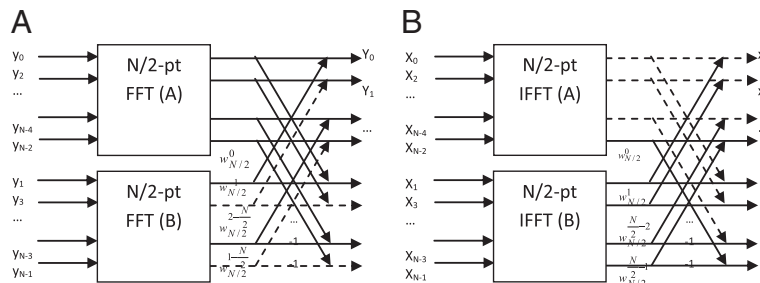 A
y0
y2
...
yN-4
yN-2
N/2-pt
FFT (A)
Y0
Y1
...
w0N/2
y1
y3
...
yN-3
yN-1
N/2-pt
FFT (B)
w1N/2
...
-1
-1
B
X0
X2
...
XN-4
XN-2
N/2-pt
IFFT (A)
w0N/2
X1
X3
...
XN-3
XN-1
N/2-pt
IFFT (B)
w1N/2
...
-1
-1